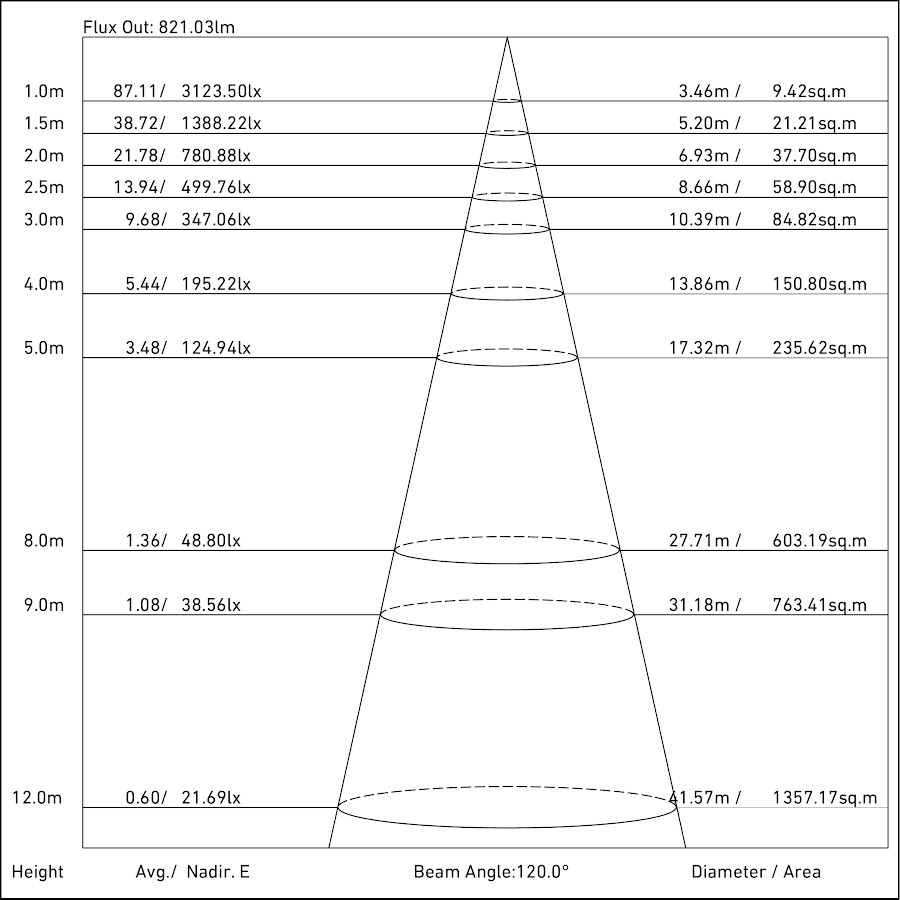 Flux Out: 821.03lm
1.0m 87.11/ 3123.50lx 3.46m / 9.42sq.m
1.5m 38.72/ 1388.22lx 5.20m / 21.21sq.m
2.0m 21.78/ 780.88lx 6.93m / 37.70sq.m
2.5m 13.94/ 499.76lx 8.66m / 58.90sq.m
3.0m 9.68/ 347.06lx 10.39m / 84.82sq.m
4.0m 5.44/ 195.22lx 13.86m / 150.80sq.m
5.0m 3.48/ 124.94lx 17.32m / 235.62sq.m
8.0m 1.36/ 48.80lx 27.71m / 603.19sq.m
9.0m 1.08/ 38.56lx 31.18m / 763.41sq.m
12.0m 0.60/ 21.69lx 41.57m / 1357.17sq.m
Height Avg./ Nadir. E Beam Angle:120.0° Diameter / Area